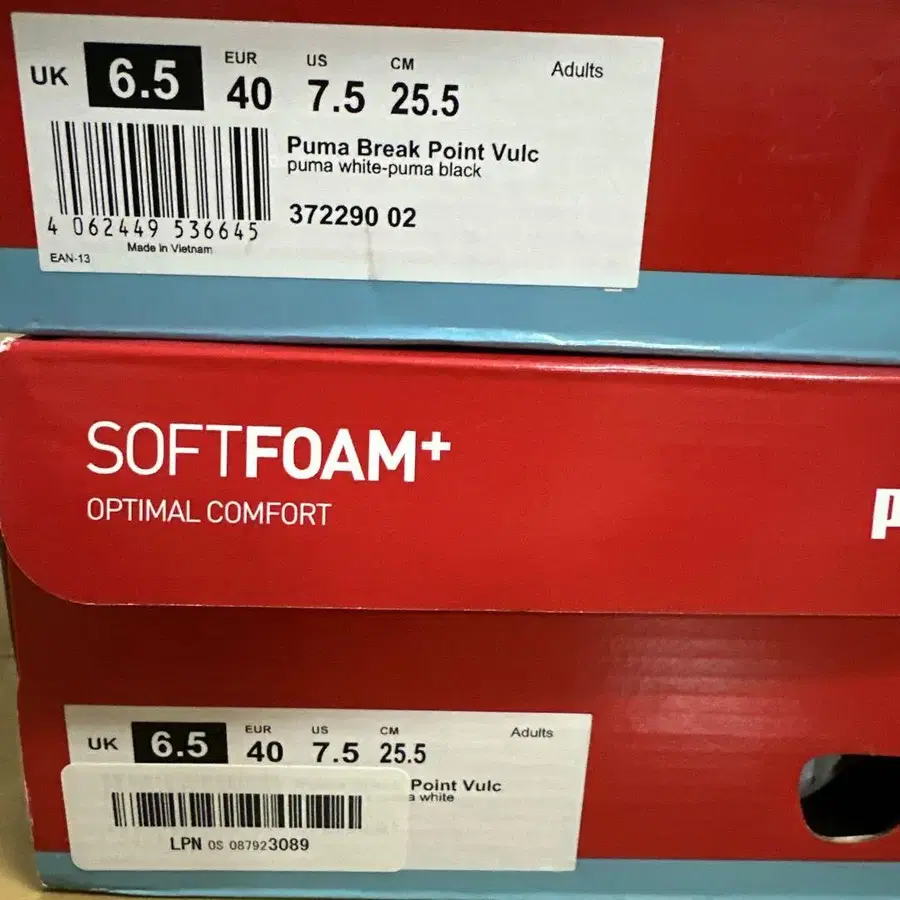 UK 6.5 EUR 40 US 7.5 CM 25.5 Adults
Puma Break Point Vulc
puma white-puma black
372290 02
4 062449 536645
Made in Vietnam
EAN-13
SOFTFOAM+
OPTIMAL COMFORT
UK 6.5 EUR 40 US 7.5 CM 25.5 Adults
Point Vulc
a white
LPN OS 087923089